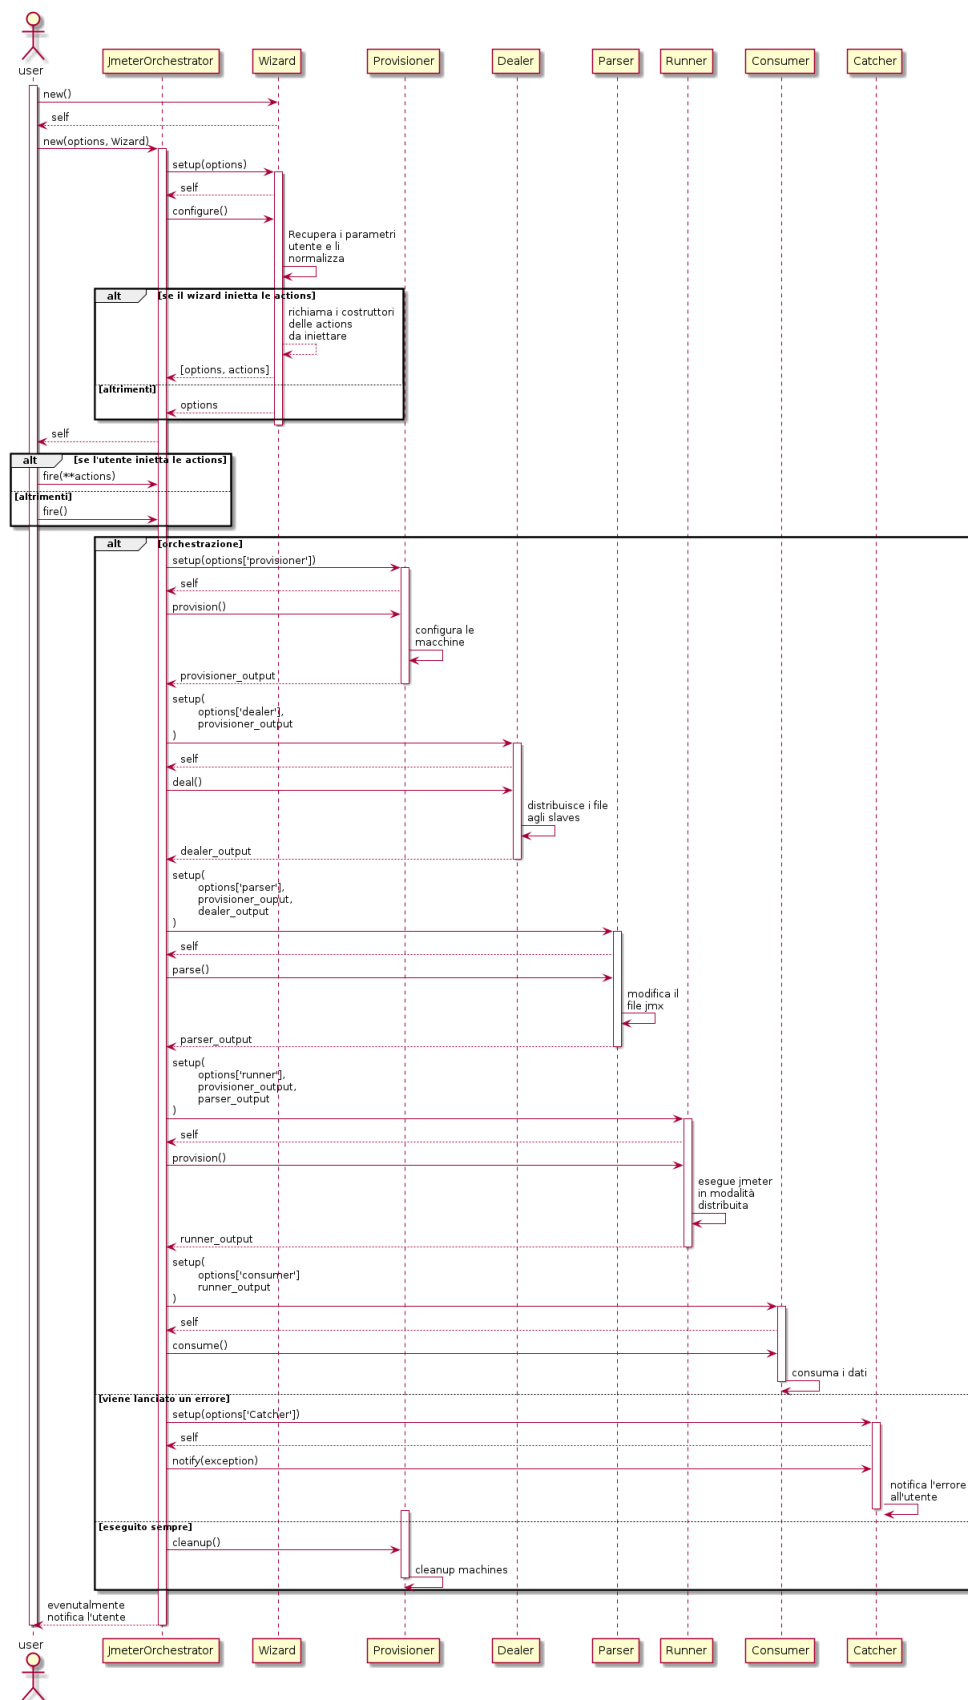 user
JmeterOrchestrator
Wizard
Provisioner
Dealer
Parser
Runner
Consumer
Catcher
new()
self
new(options, Wizard)
setup(options)
self
configure()
Recupera i parametri
utente e li
normalizza
alt
[se il wizard inietta le actions]
richiama i costruttori
delle actions
da iniettare
[options, actions]
[altrimenti]
options
self
alt
[se l'utente inietta le actions]
fire(**actions)
[altrimenti]
fire()
alt
[orchestrazione]
setup(options['provisioner'])
self
provision()
configura le
macchine
provisioner_output
setup(
options['dealer'],
provisioner_output
)
self
deal()
distribuisce i file
agli slaves
dealer_output
setup(
options['parser'],
provisioner_ouput,
dealer_output
)
self
parse()
modifica il
file jmx
parser_output
setup(
options['runner'],
provisioner_output,
parser_output
)
self
provision()
esegue jmeter
in modalità
distribuita
runner_output
setup(
options['consumer']
runner_output
)
self
consume()
consuma i dati
[viene lanciato un errore]
setup(options['Catcher'])
self
notify(exception)
notifica l'errore
all'utente
[eseguito sempre]
cleanup()
cleanup machines
evenutalmente
notifica l'utente
user
JmeterOrchestrator
Wizard
Provisioner
Dealer
Parser
Runner
Consumer
Catcher